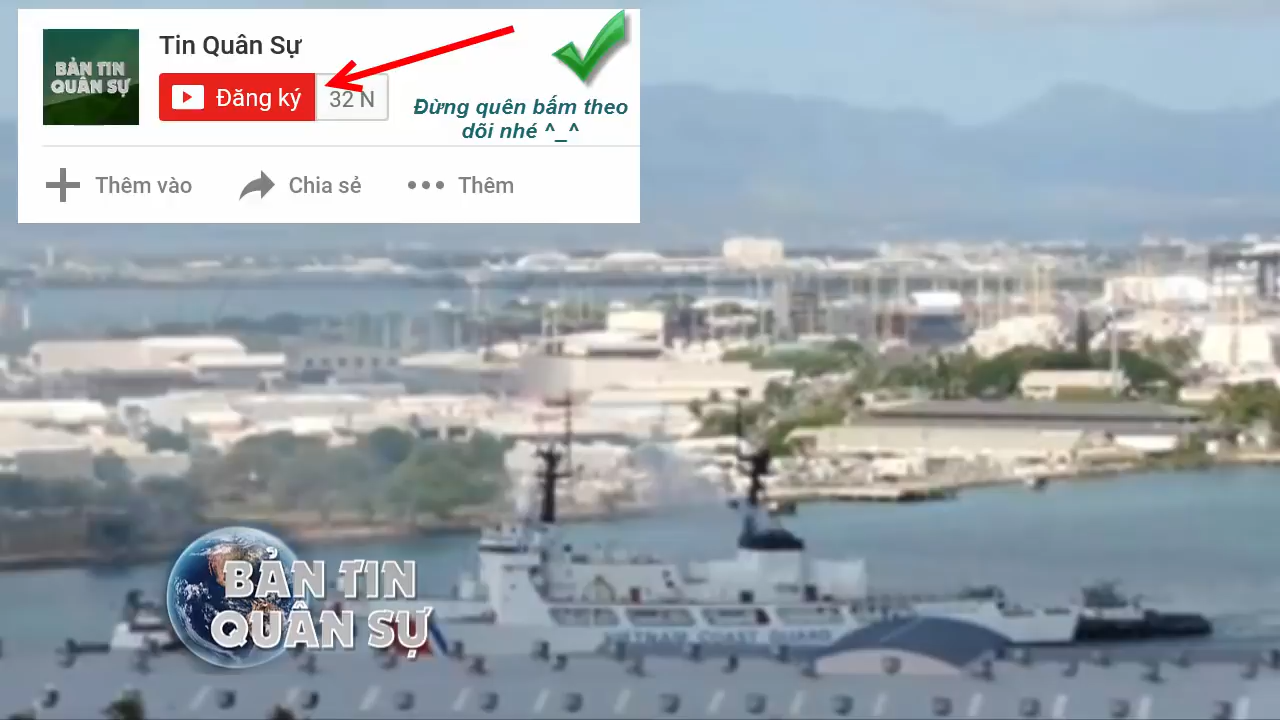 Tin Quân Sự
BẢN TIN
QUÂN SỰ
Đăng ký
32 N
Đừng quên bấm theo
dõi nhé ^_^
Thêm vào
Chia sẻ
Thêm
BẢN TIN
QUÂN SỰ
VIETNAM COAST GUARD